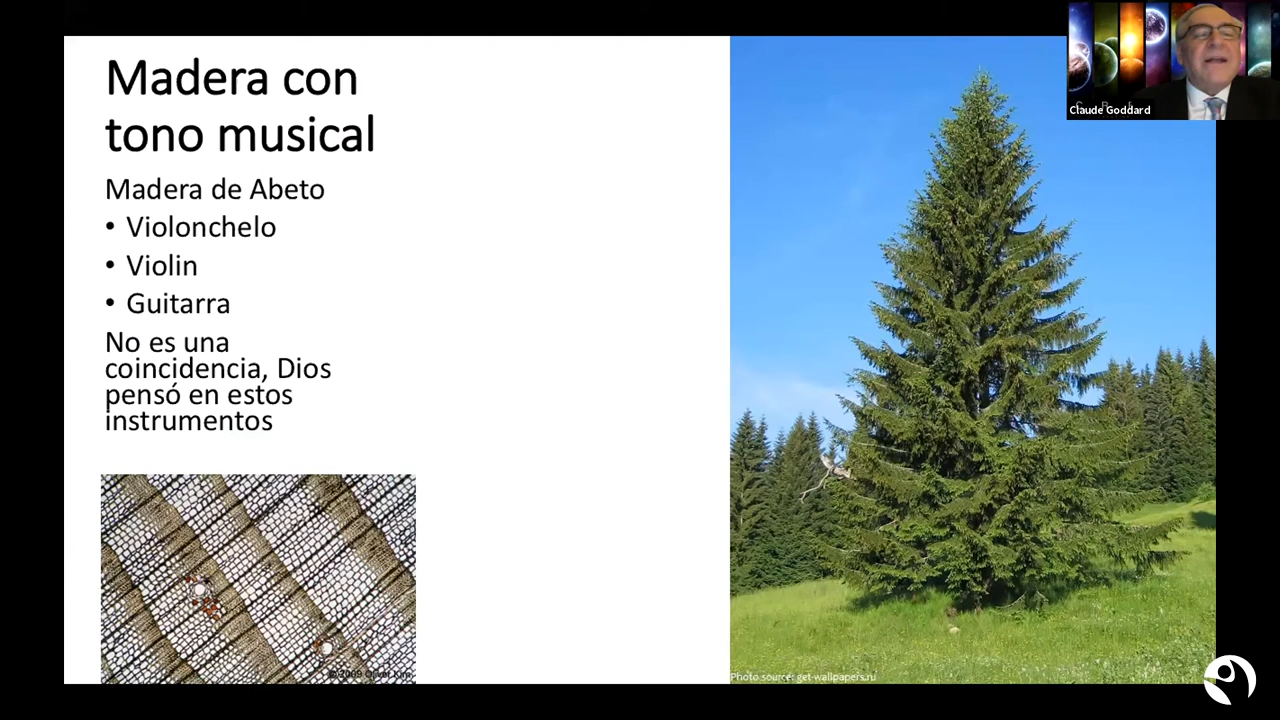 Madera con
tono musical
Madera de Abeto
• Violonchelo
• Violin
• Guitarra
No es una
coincidencia, Dios
pensó en estos
instrumentos
Claude Goddard
Photo source: get-wallpapers.ru